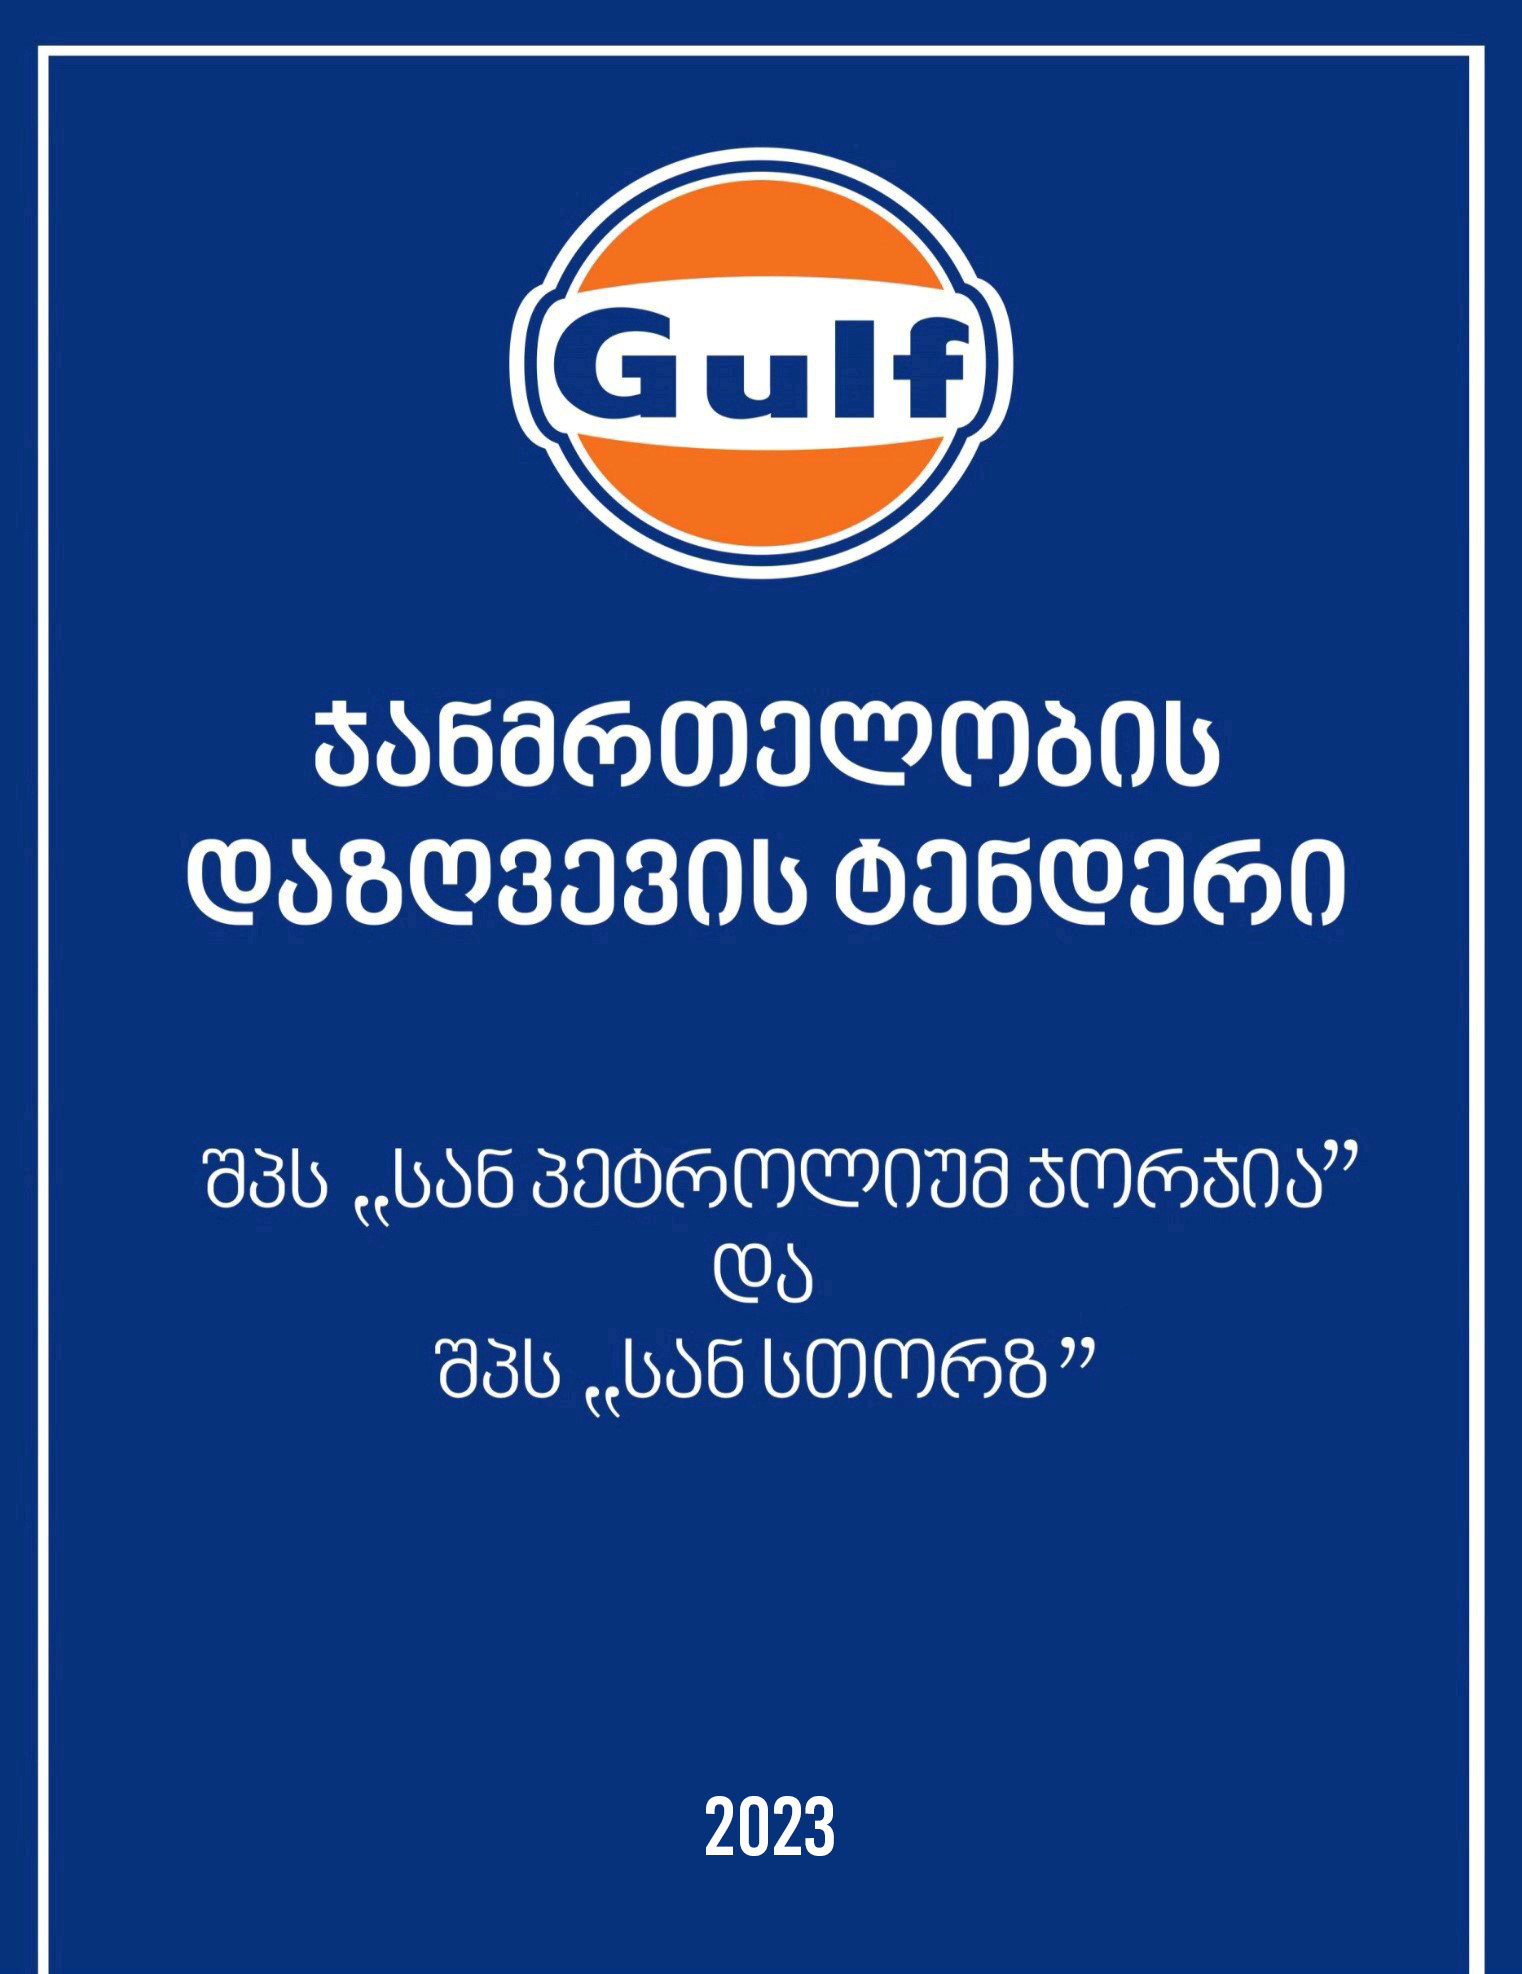 Gulf
ჯანმრთელობის
დაზღვევის ტენდერი
შპს „სან პეტროლიუმ ჯორჯია”
და
შპს „სან სთორზ”
2023